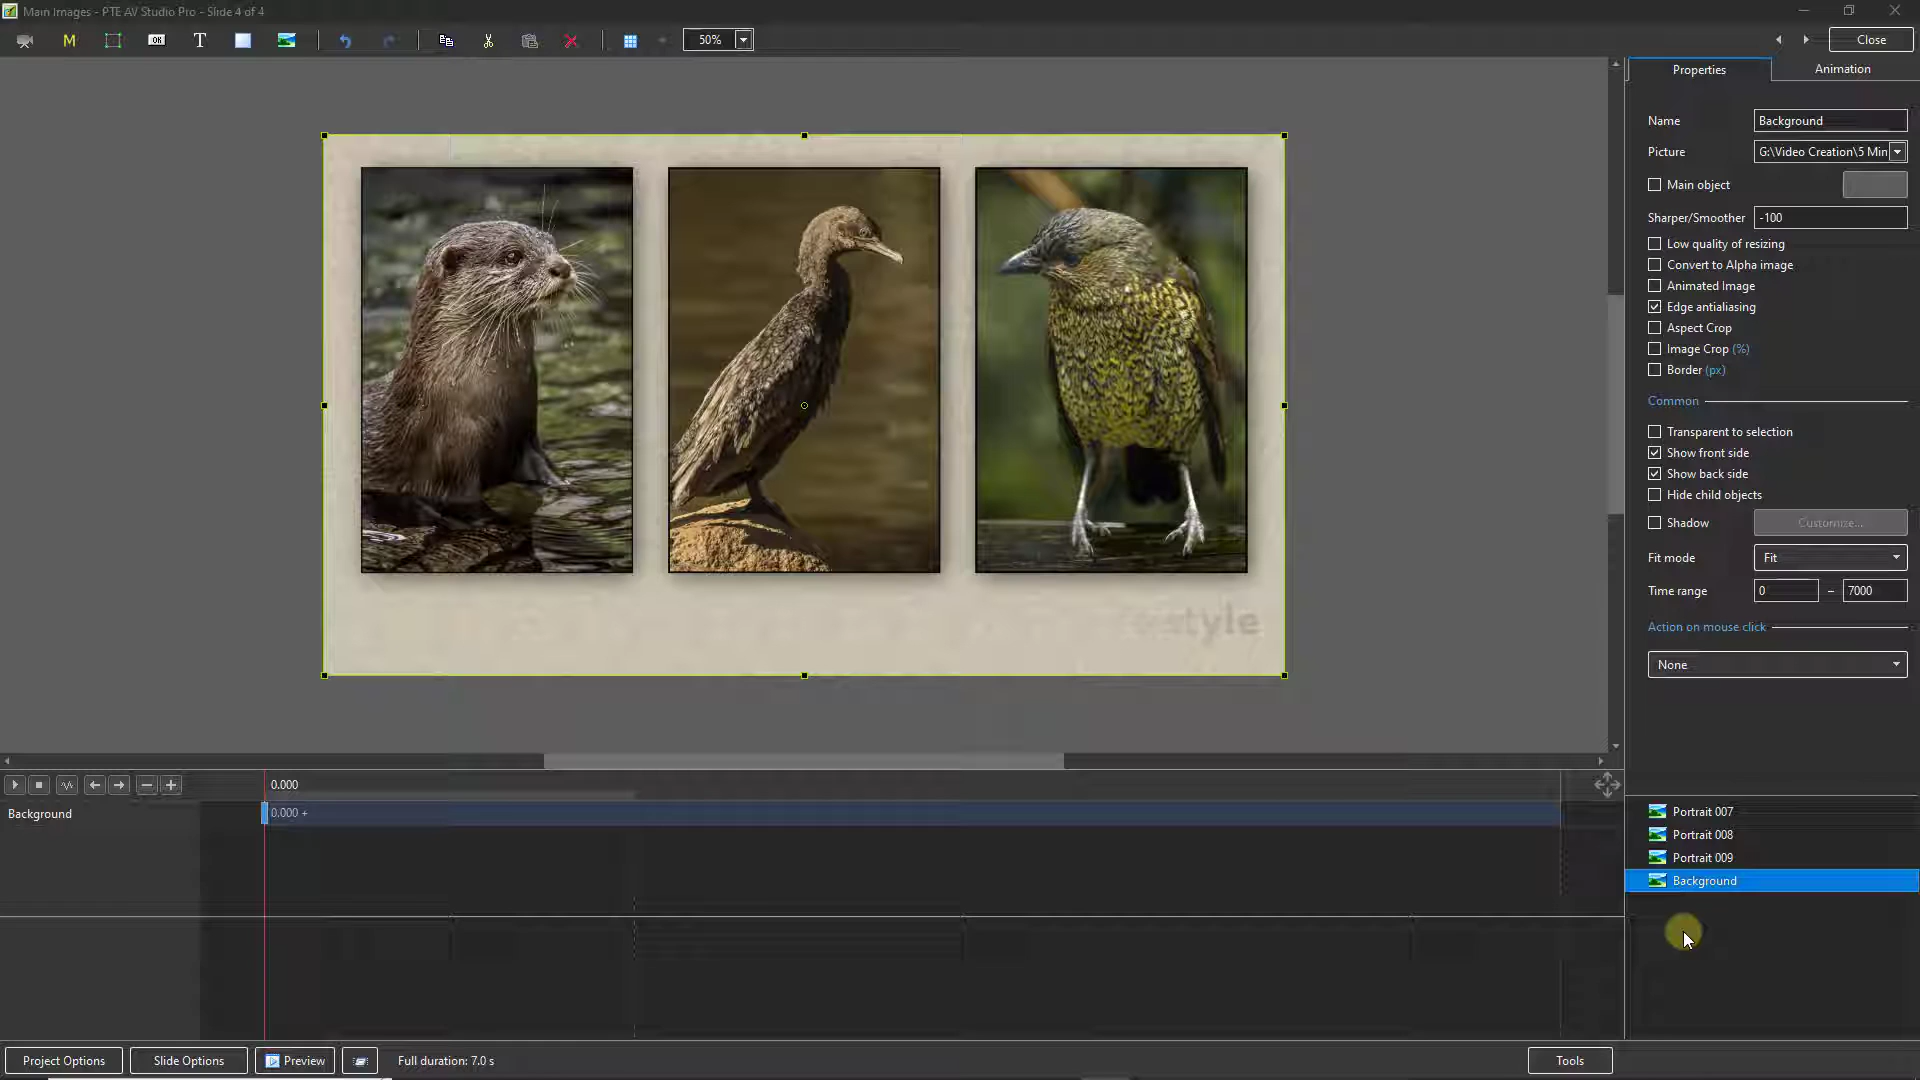 Main Images - PTE AV Studio Pro - Slide 4 of 4
M
OK
T
50%
Close
Properties
Animation
Name
Background
Picture
G:\Video Creation\5 Min
Main object
Sharper/Smoother
-100
Low quality of resizing
Convert to Alpha image
Animated Image
Edge antialiasing
Aspect Crop
Image Crop (%)
Border (px)
Common
Transparent to selection
Show front side
Show back side
Hide child objects
Shadow
Customize...
Fit mode
Fit
Time range
0
–
7000
Action on mouse click
None
style
0.000
Background
0.000 +
Portrait 007
Portrait 008
Portrait 009
Background
Project Options
Slide Options
Preview
Full duration: 7.0 s
Tools